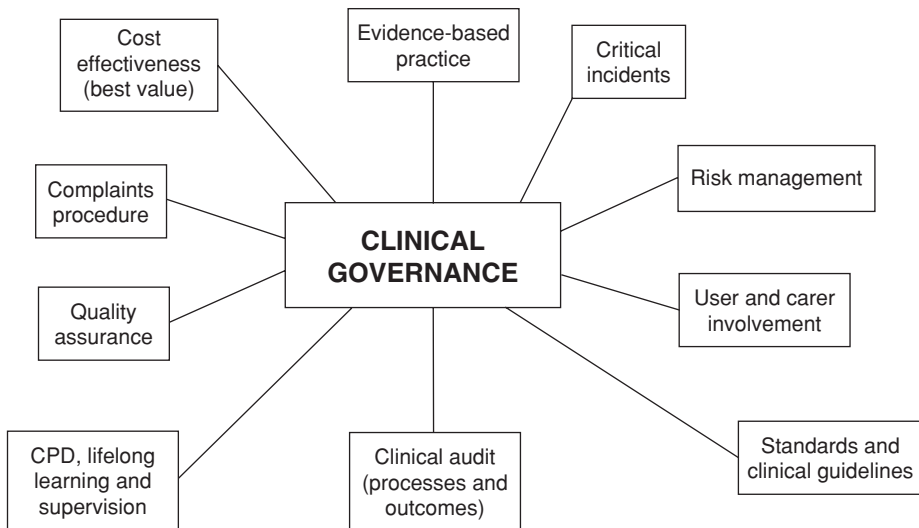 Cost
effectiveness
(best value)
Evidence-based
practice
Critical
incidents
Complaints
procedure
Risk management
CLINICAL
GOVERNANCE
Quality
assurance
User and carer
involvement
CPD, lifelong
learning and
supervision
Clinical audit
(processes and
outcomes)
Standards and
clinical guidelines